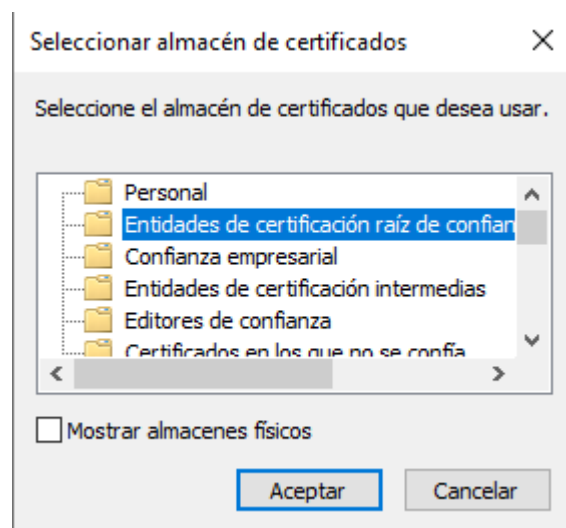 Seleccionar almacén de certificados
Seleccione el almacén de certificados que desea usar.
Personal
Entidades de certificación raíz de confian
Confianza empresarial
Entidades de certificación intermedias
Editores de confianza
Certificados en los que no se confía
Mostrar almacenes físicos
Aceptar
Cancelar